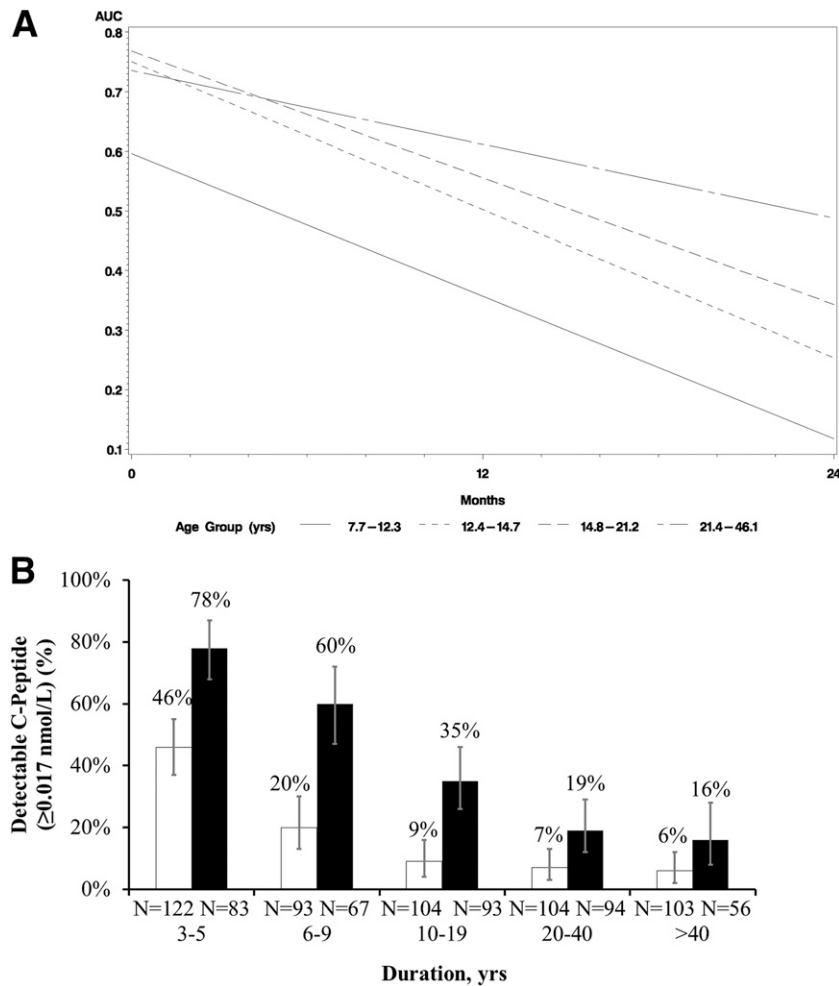 A
AUC
0.8
0.7
0.6
0.5
0.4
0.3
0.2
0.1
0 12 24
Months
Age Group (yrs) 7.7–12.3 12.4–14.7 14.8–21.2 21.4–46.1
B
Detectable C-Peptide
(≥0.017 nmol/L) (%)
100%
80%
60%
40%
20%
0%
46% 78%
20% 60%
9% 35%
7% 19%
6% 16%
N=122 N=83 N=93 N=67 N=104 N=93 N=104 N=94 N=103 N=56
3-5 6-9 10-19 20-40 >40
Duration, yrs